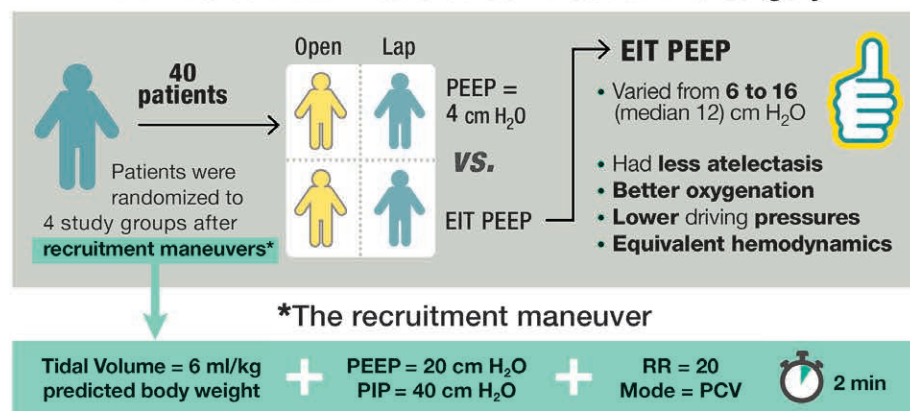 40
patients
Patients were
randomized to
4 study groups after
recruitment maneuvers*
Open
Lap
PEEP =
4 cm H₂O
VS.
EIT PEEP
EIT PEEP
• Varied from 6 to 16
(median 12) cm H₂O
• Had less atelectasis
• Better oxygenation
• Lower driving pressures
• Equivalent hemodynamics
*The recruitment maneuver
Tidal Volume = 6 ml/kg
predicted body weight
+
PEEP = 20 cm H₂O
PIP = 40 cm H₂O
+
RR = 20
Mode = PCV
2 min